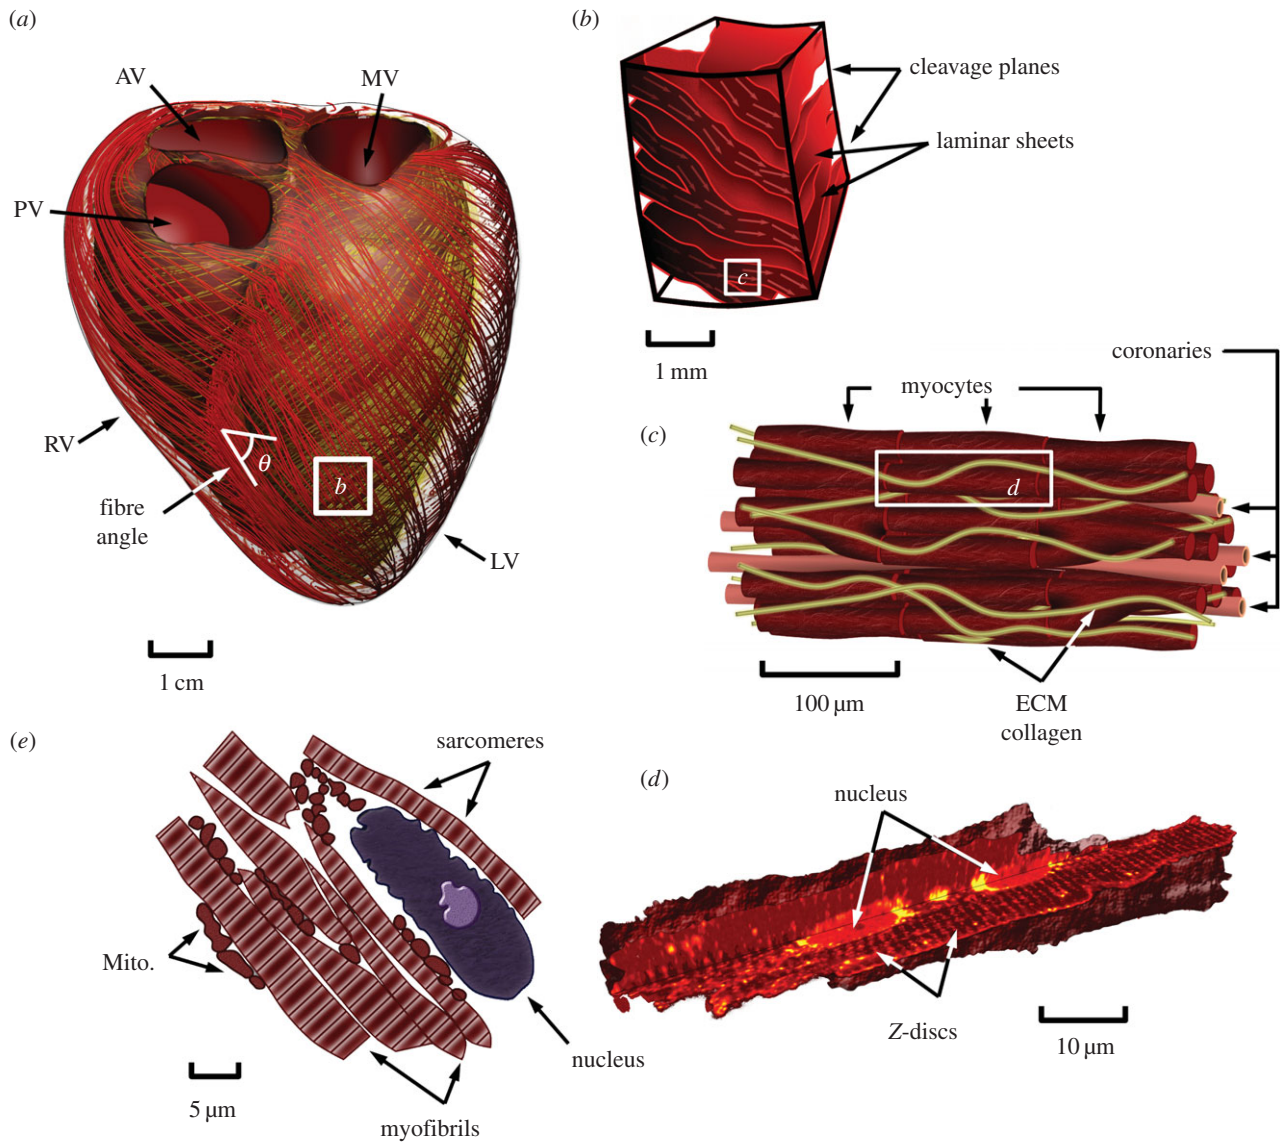 (a)
AV
MV
PV
RV
fibre
angle
θ
b
LV
1 cm
(b)
cleavage planes
laminar sheets
c
1 mm
coronaries
myocytes
(c)
d
100 µm
ECM
collagen
(e)
sarcomeres
Mito.
nucleus
5 µm
myofibrils
(d)
nucleus
Z-discs
10 µm